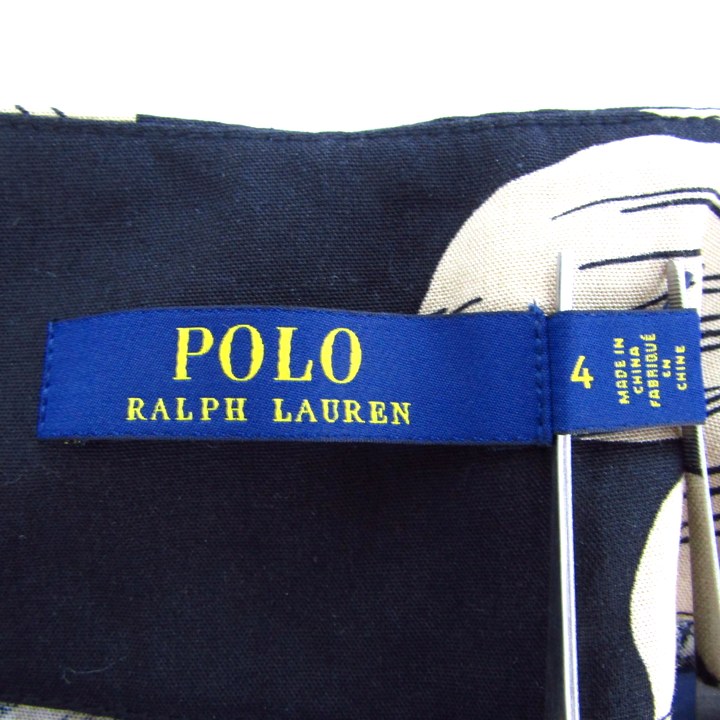 POLO
RALPH LAUREN
4
MADE IN
CHINA
FABRIQUÉ
EN
CHINE